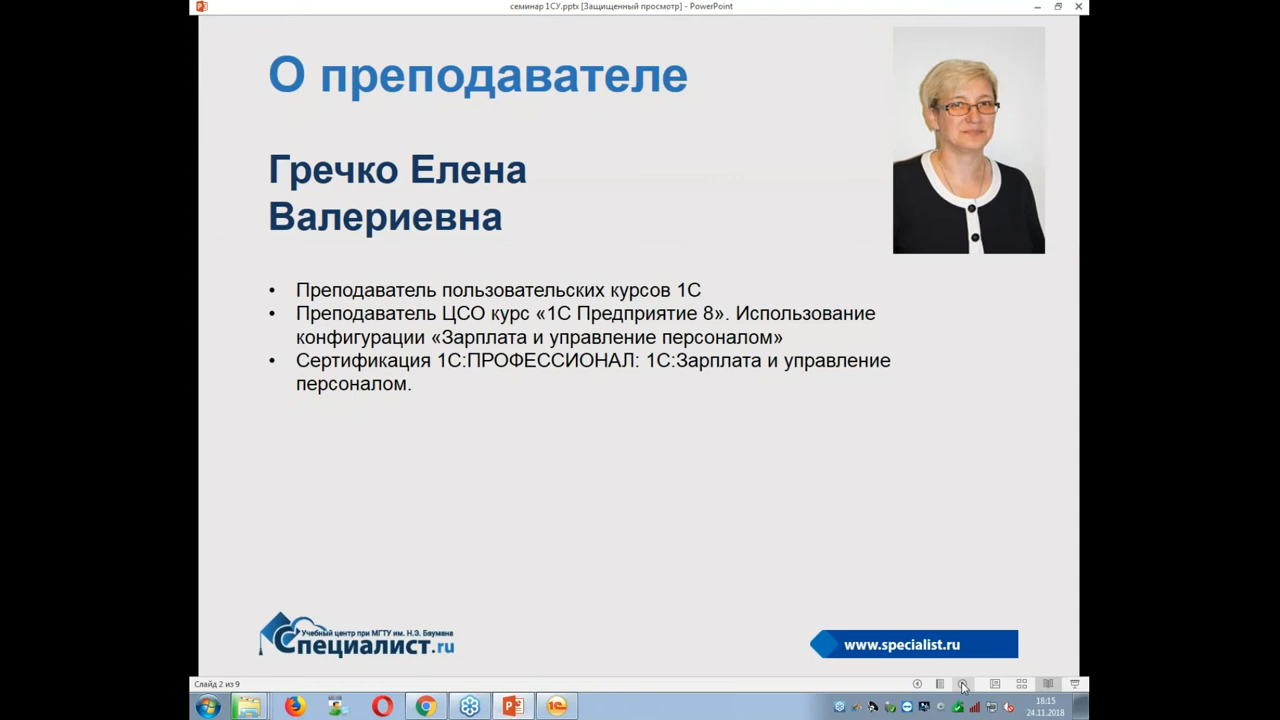 семинар 1СУ.pptx [Защищенный просмотр] - PowerPoint
О преподавателе
Гречко Елена
Валериевна
• Преподаватель пользовательских курсов 1С
• Преподаватель ЦСО курс «1С Предприятие 8». Использование
конфигурации «Зарплата и управление персоналом»
• Сертификация 1С:ПРОФЕССИОНАЛ: 1С:Зарплата и управление
персоналом.
Учебный центр при МГТУ им. Н.Э. Баумана
Специалист.ru
www.specialist.ru
Слайд 2 из 9
18:15
24.11.2018